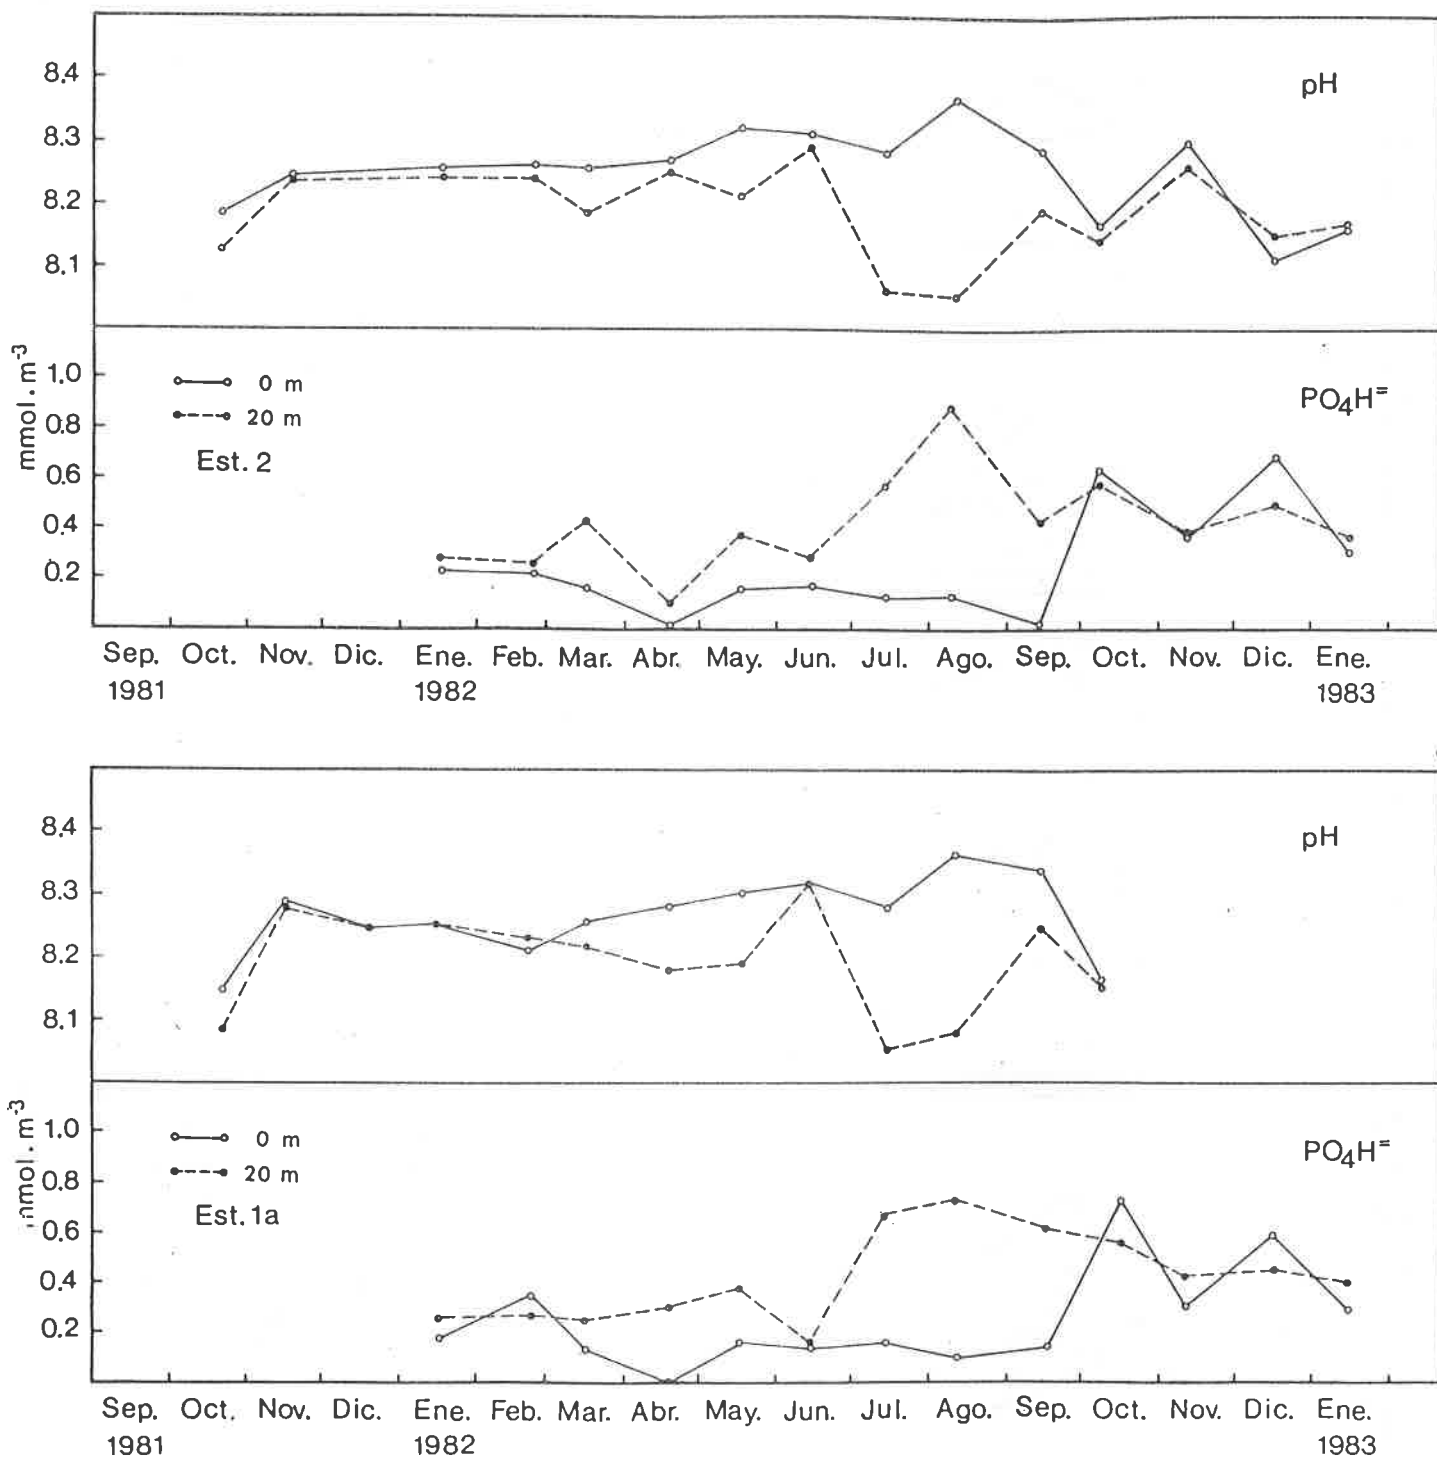 pH
8.4
8.3
8.2
8.1
mmol.m-3
1.0
0.8
0.6
0.4
0.2
0 m
20 m
Est. 2
PO4H=
Sep. Oct. Nov. Dic. Ene. Feb. Mar. Abr. May. Jun. Jul. Ago. Sep. Oct. Nov. Dic. Ene.
1981 1982 1983
pH
8.4
8.3
8.2
8.1
mmol.m-3
1.0
0.8
0.6
0.4
0.2
0 m
20 m
Est. 1a
PO4H=
Sep. Oct. Nov. Dic. Ene. Feb. Mar. Abr. May. Jun. Jul. Ago. Sep. Oct. Nov. Dic. Ene.
1981 1982 1983